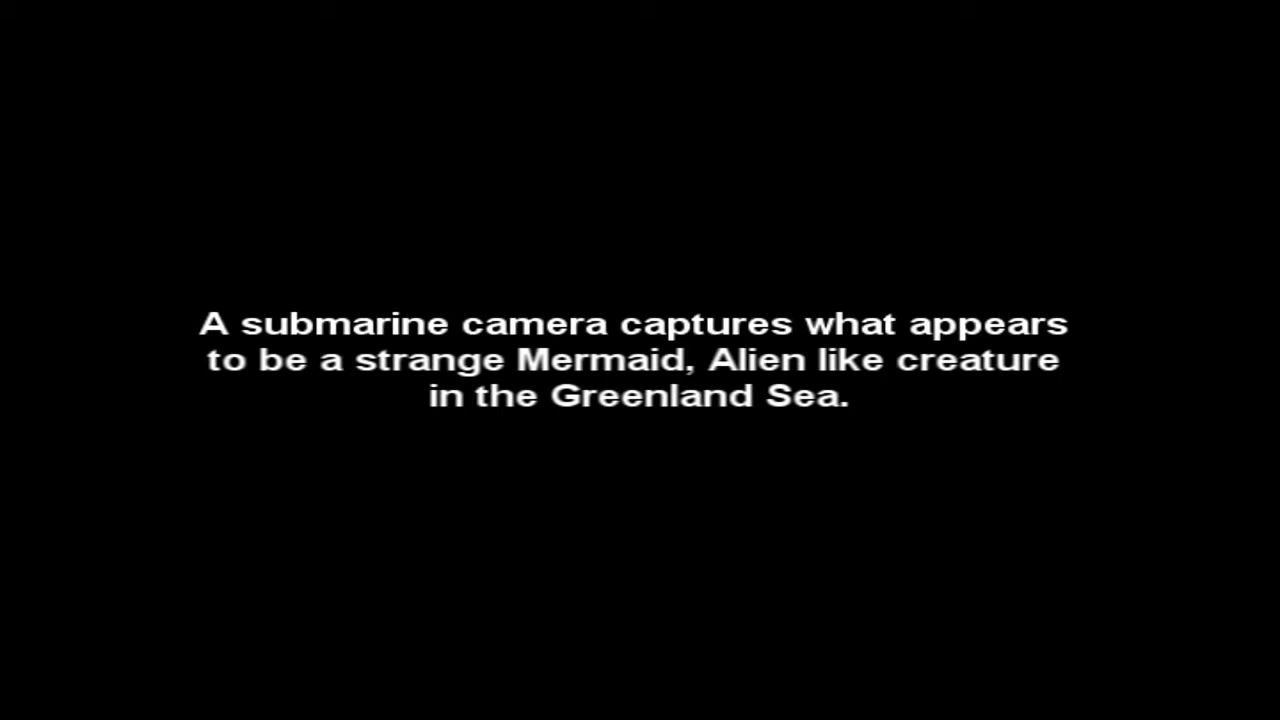 A submarine camera captures what appears
to be a strange Mermaid, Alien like creature
in the Greenland Sea.